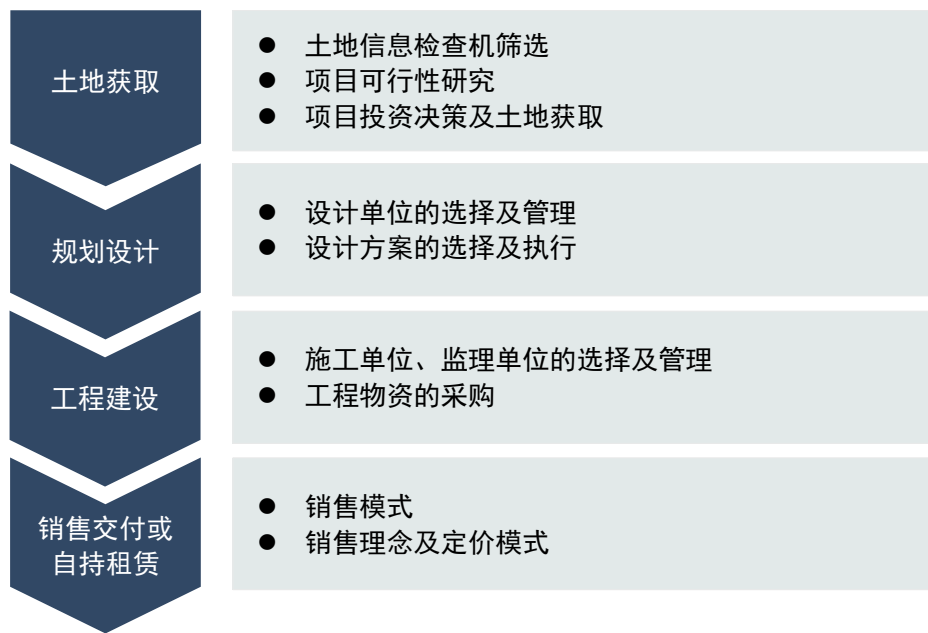 土地获取
● 土地信息检查机筛选
● 项目可行性研究
● 项目投资决策及土地获取
规划设计
● 设计单位的选择及管理
● 设计方案的选择及执行
工程建设
● 施工单位、监理单位的选择及管理
● 工程物资的采购
销售交付或
自持租赁
● 销售模式
● 销售理念及定价模式